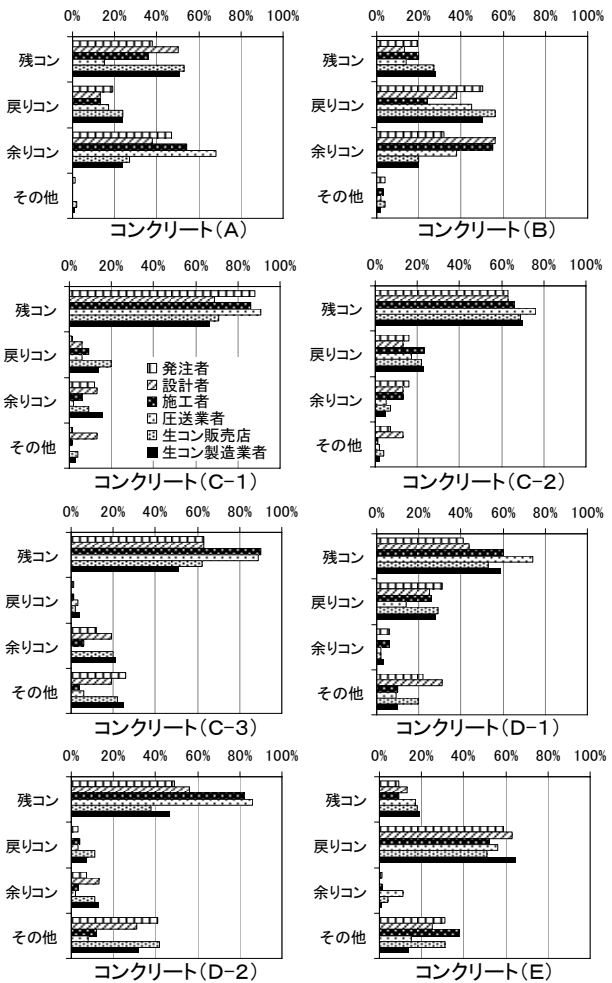 0% 20% 40% 60% 80% 100%
残コン
戻りコン
余りコン
その他
コンクリート(A)
0% 20% 40% 60% 80% 100%
残コン
戻りコン
余りコン
その他
コンクリート(B)
0% 20% 40% 60% 80% 100%
残コン
戻りコン
余りコン
その他
発注者
設計者
施工者
圧送業者
生コン販売店
生コン製造業者
コンクリート(C-1)
0% 20% 40% 60% 80% 100%
残コン
戻りコン
余りコン
その他
コンクリート(C-2)
0% 20% 40% 60% 80% 100%
残コン
戻りコン
余りコン
その他
コンクリート(C-3)
0% 20% 40% 60% 80% 100%
残コン
戻りコン
余りコン
その他
コンクリート(D-1)
0% 20% 40% 60% 80% 100%
残コン
戻りコン
余りコン
その他
コンクリート(D-2)
0% 20% 40% 60% 80% 100%
残コン
戻りコン
余りコン
その他
コンクリート(E)